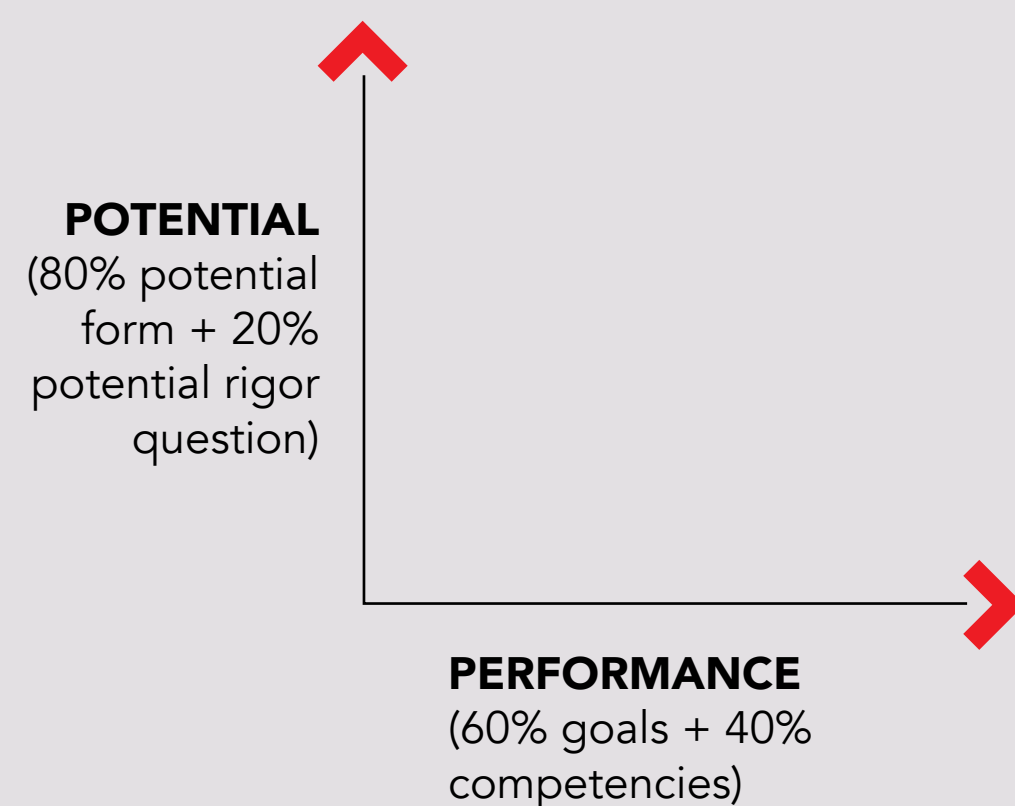 POTENTIAL
(80% potential
form + 20%
potential rigor
question)
PERFORMANCE
(60% goals + 40%
competencies)